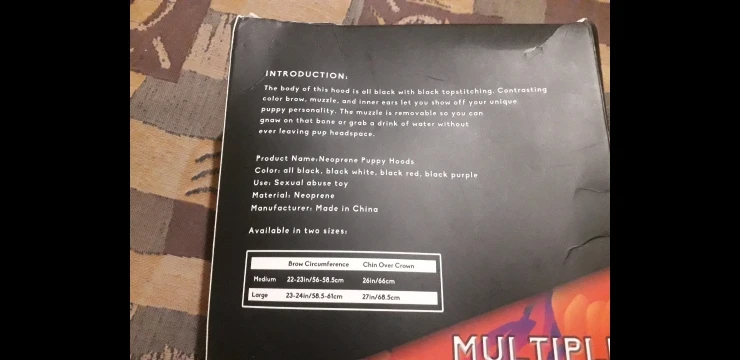 INTRODUCTION:
The body of this hood is all black with black topstitching. Contrasting
color brow, muzzle, and inner ears let you show off your unique
puppy personality. The muzzle is removable so you can
gnaw on that bone or grab a drink of water without
ever leaving pup headspace.
Product Name:Neoprene Puppy Hoods
Color: all black, black white, black red, black purple
Use: Sexual abuse toy
Material: Neoprene
Manufacturer: Made in China
Available in two sizes:
Brow Circumference Chin Over Crown
Medium 22-23in/56-58.5cm 26in/66cm
Large 23-24in/58.5-61cm 27in/68.5cm